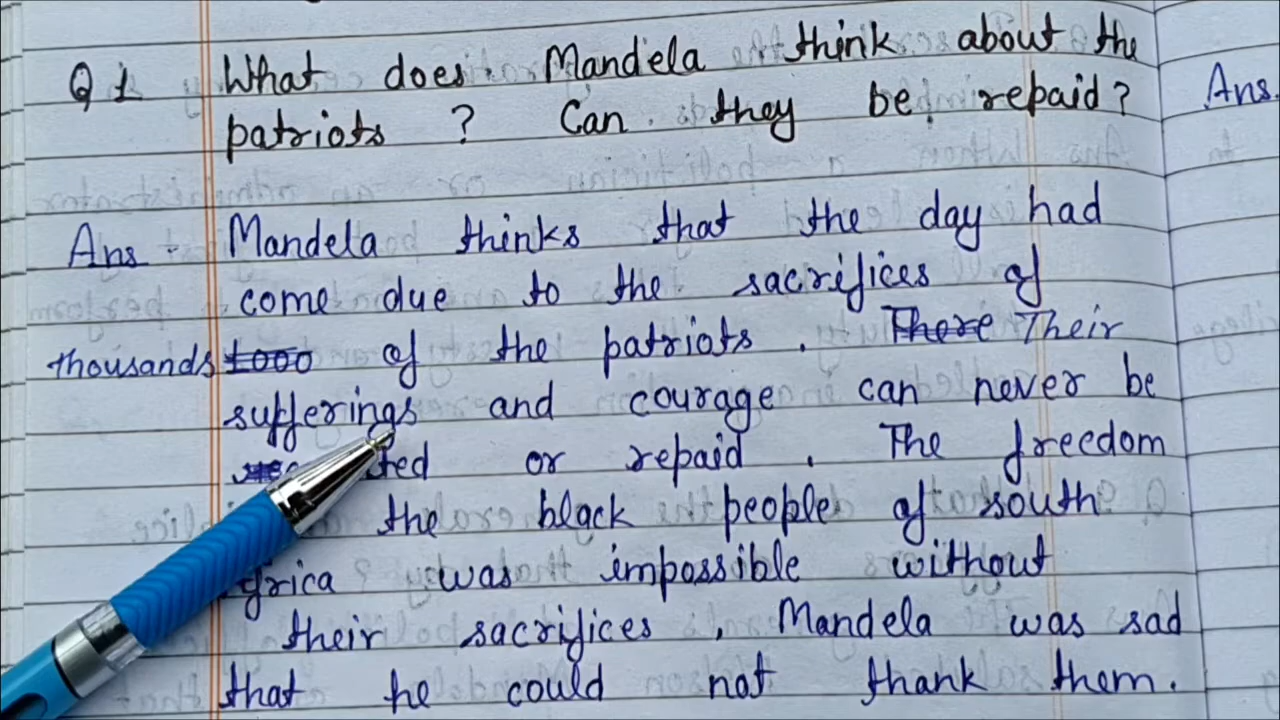 Q 1 What does Mandela think about the
patriots ? Can they be repaid?
Ans.
Ans. Mandela thinks that the day had
come due to the sacrifices of
thousands 1000 of the patriots . There Their
sufferings and courage can never be
ted or repaid . The freedom
the black people of south
frica was impossible without
their sacrifices . Mandela was sad
that he could not thank them.